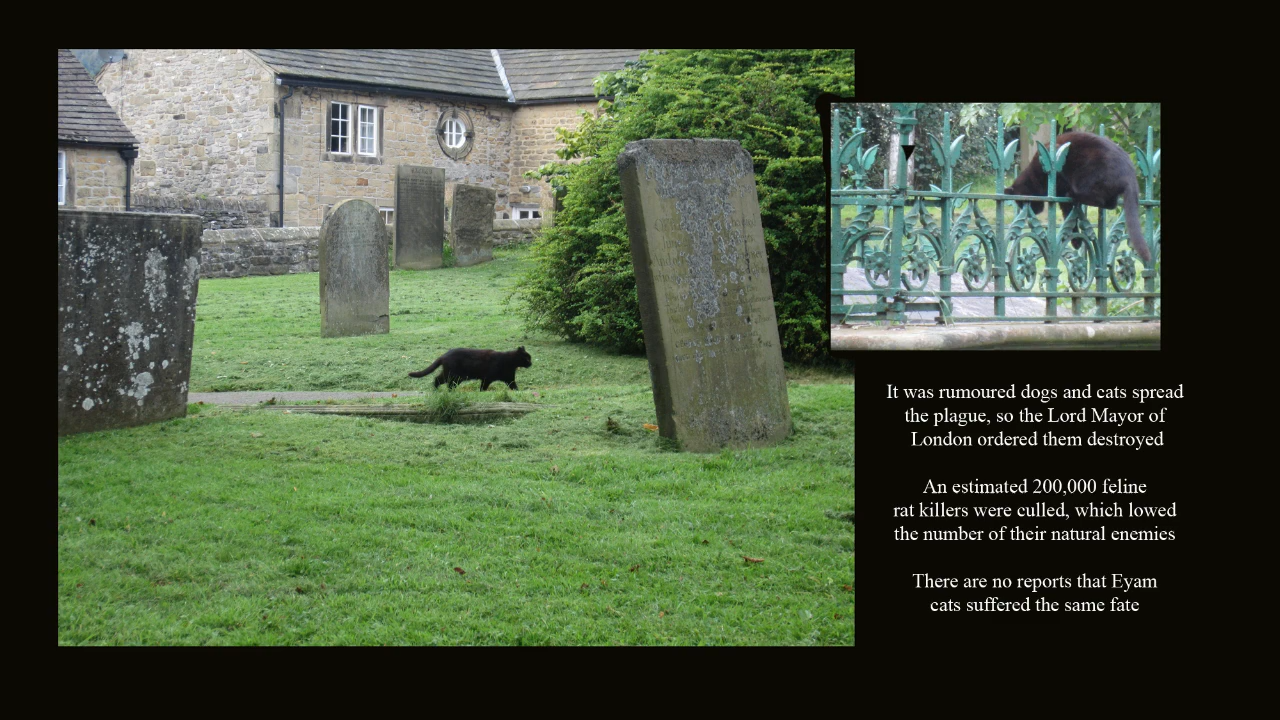 It was rumoured dogs and cats spread
the plague, so the Lord Mayor of
London ordered them destroyed
An estimated 200,000 feline
rat killers were culled, which lowed
the number of their natural enemies
There are no reports that Eyam
cats suffered the same fate